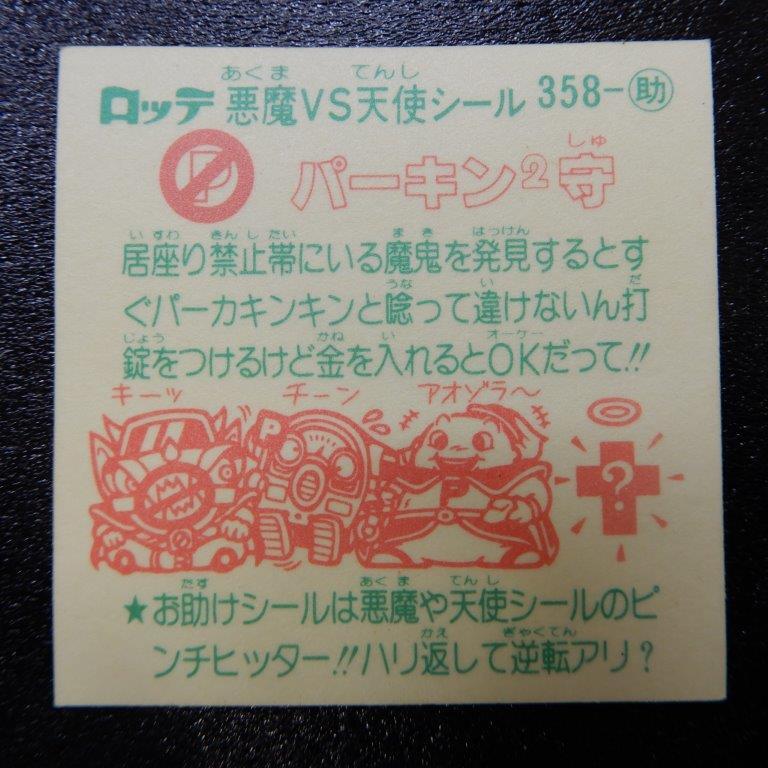 ロッテ 悪魔VS天使シール 358-助
あくま てんし
P パーキン2守
しゅ
いすわ きんしたい まき はっけん
居座り禁止帯にいる魔鬼を発見するとす
うな い だ
ぐパーカキンキンと唸って違けないん打
じょう かね い オーケー
錠をつけるけど金を入れるとOKだって!!
キーッ チーン アオゾラ〜
P
P
?
たす あくま てんし
★お助けシールは悪魔や天使シールのピ
かえ ぎゃくてん
ンチヒッター!!ハリ返して逆転アリ?